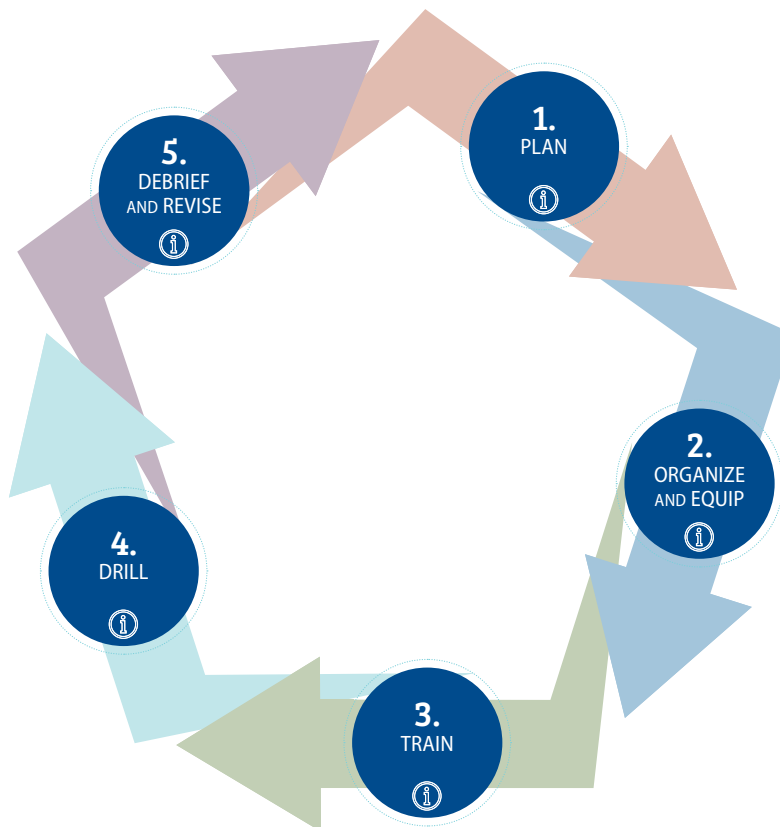 1.
PLAN
i
2.
ORGANIZE
AND EQUIP
i
3.
TRAIN
i
4.
DRILL
i
5.
DEBRIEF
AND REVISE
i